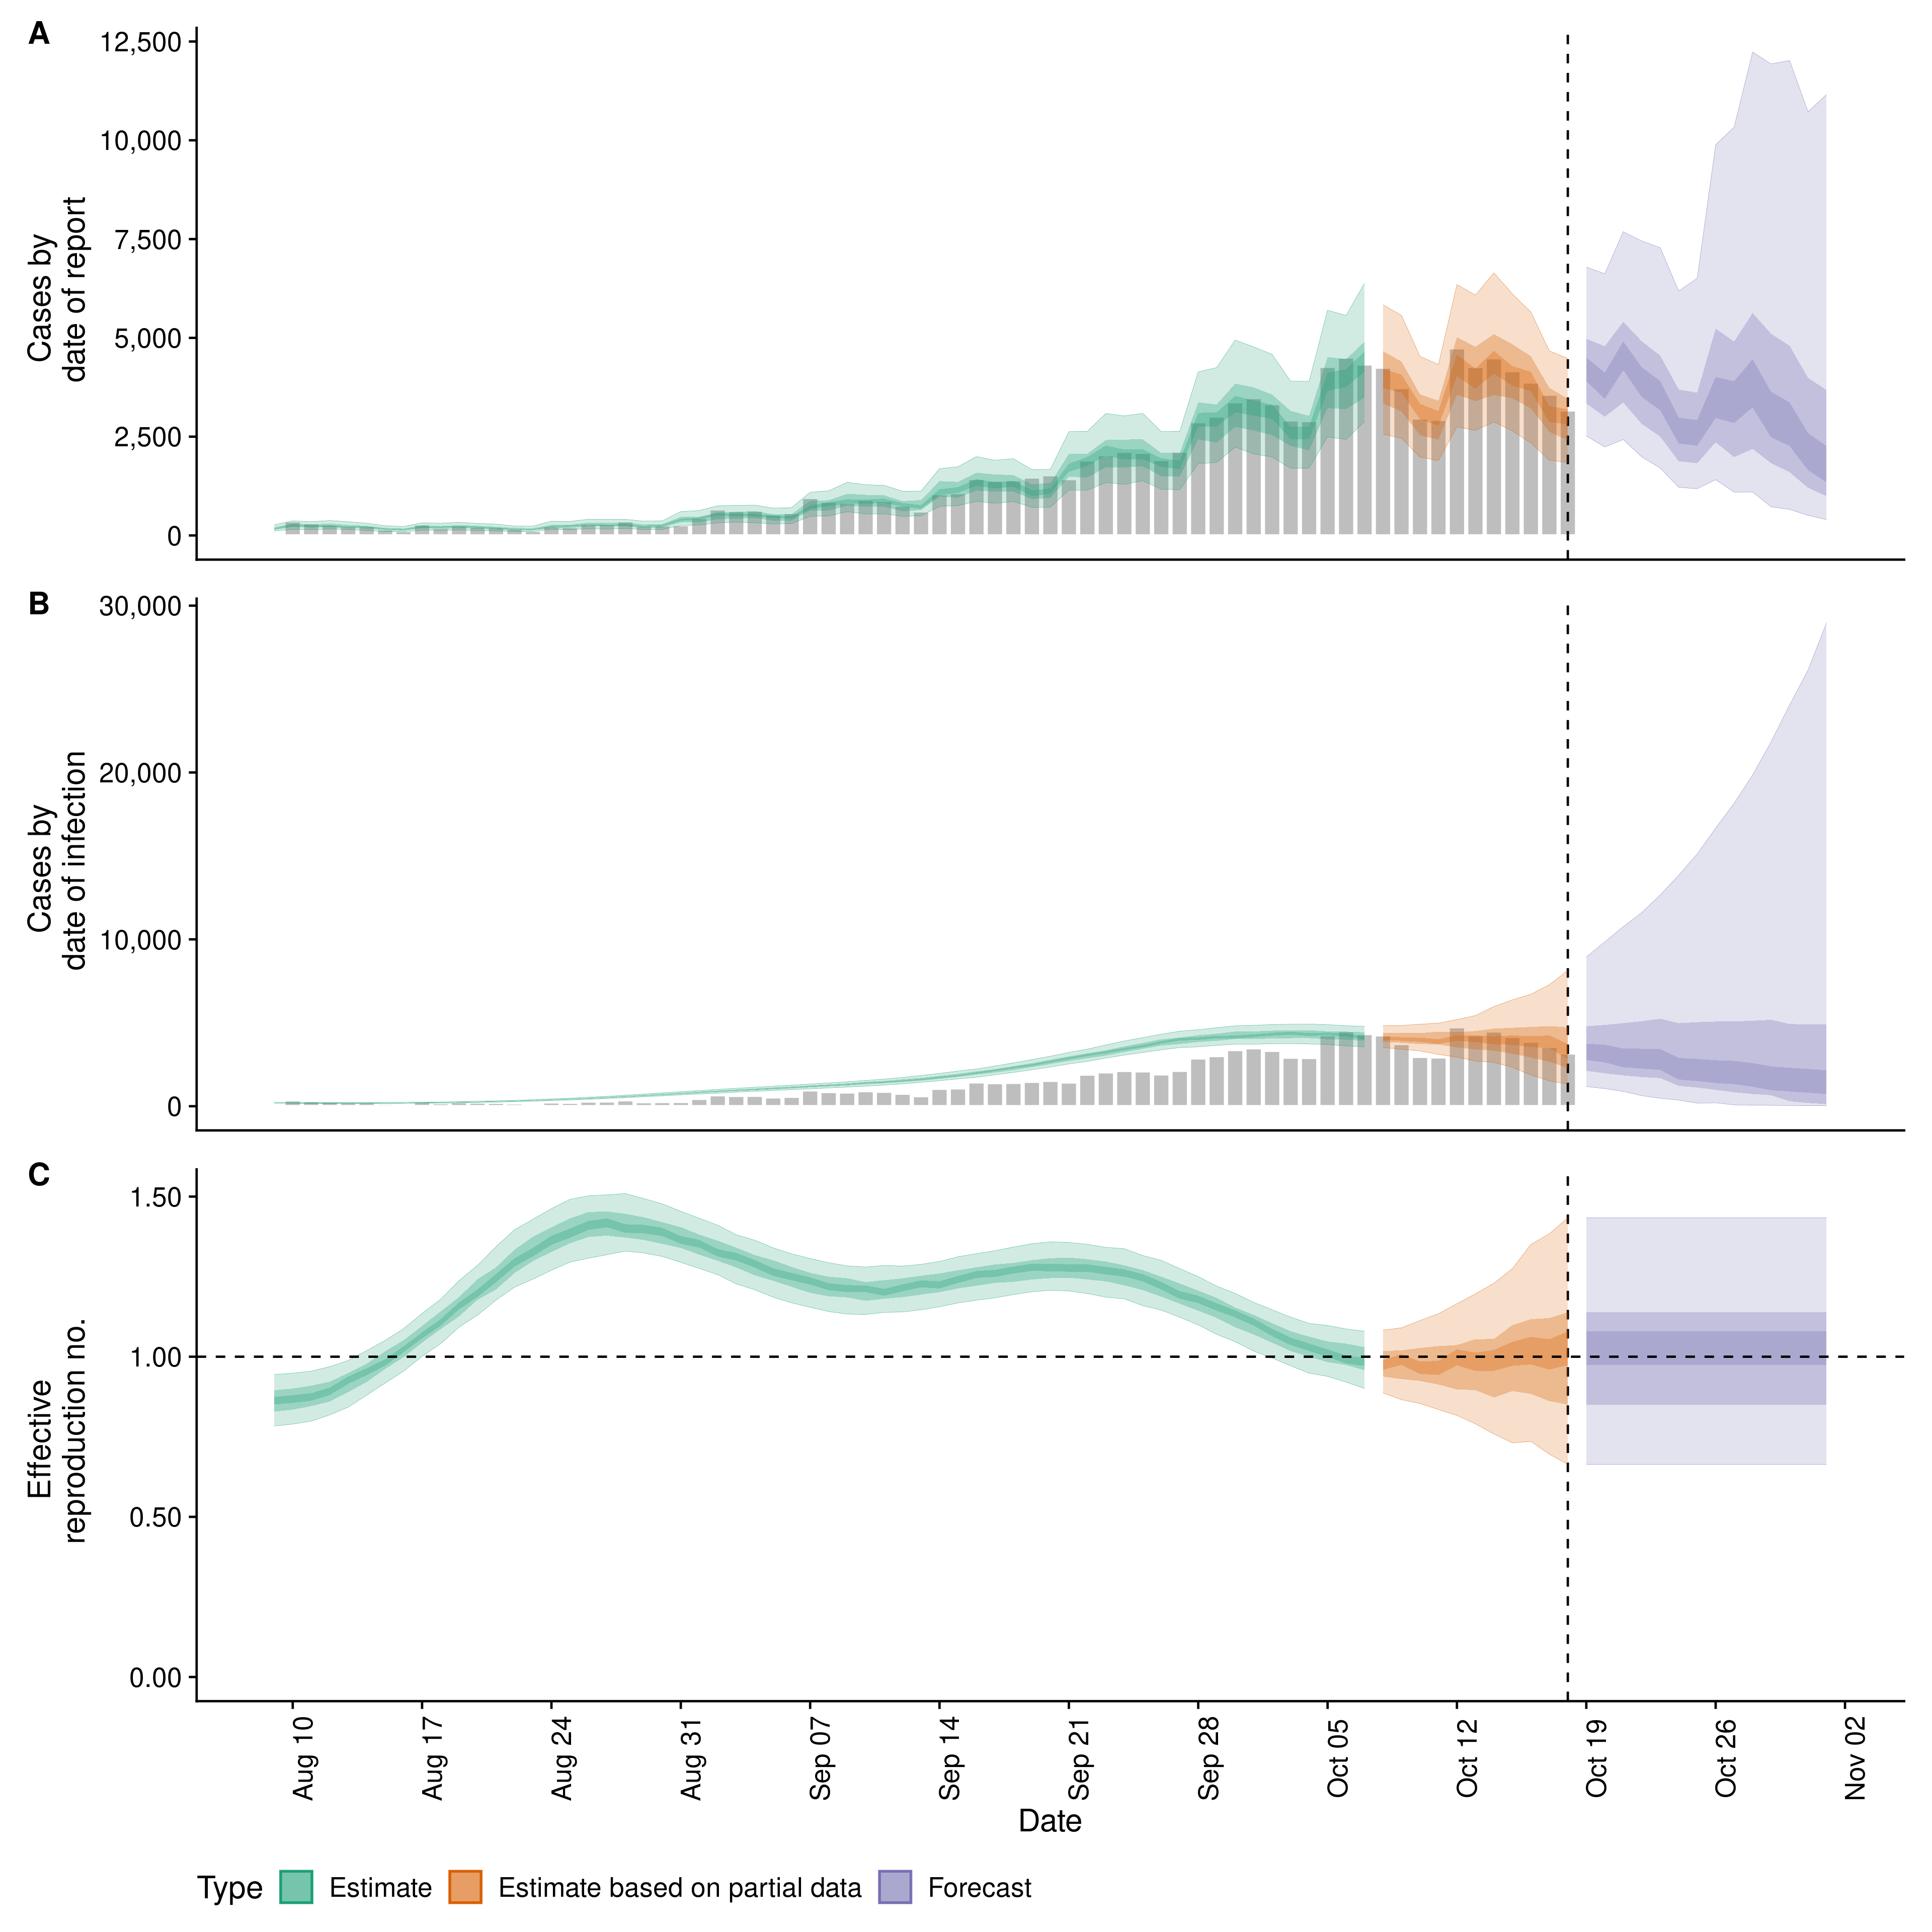 A
12,500
10,000
7,500
5,000
2,500
0
Cases by
date of report
B
30,000
20,000
10,000
0
Cases by
date of infection
C
1.50
1.00
0.50
0.00
Effective
reproduction no.
Aug 10
Aug 17
Aug 24
Aug 31
Sep 07
Sep 14
Sep 21
Sep 28
Oct 05
Oct 12
Oct 19
Oct 26
Nov 02
Date
Type Estimate Estimate based on partial data Forecast